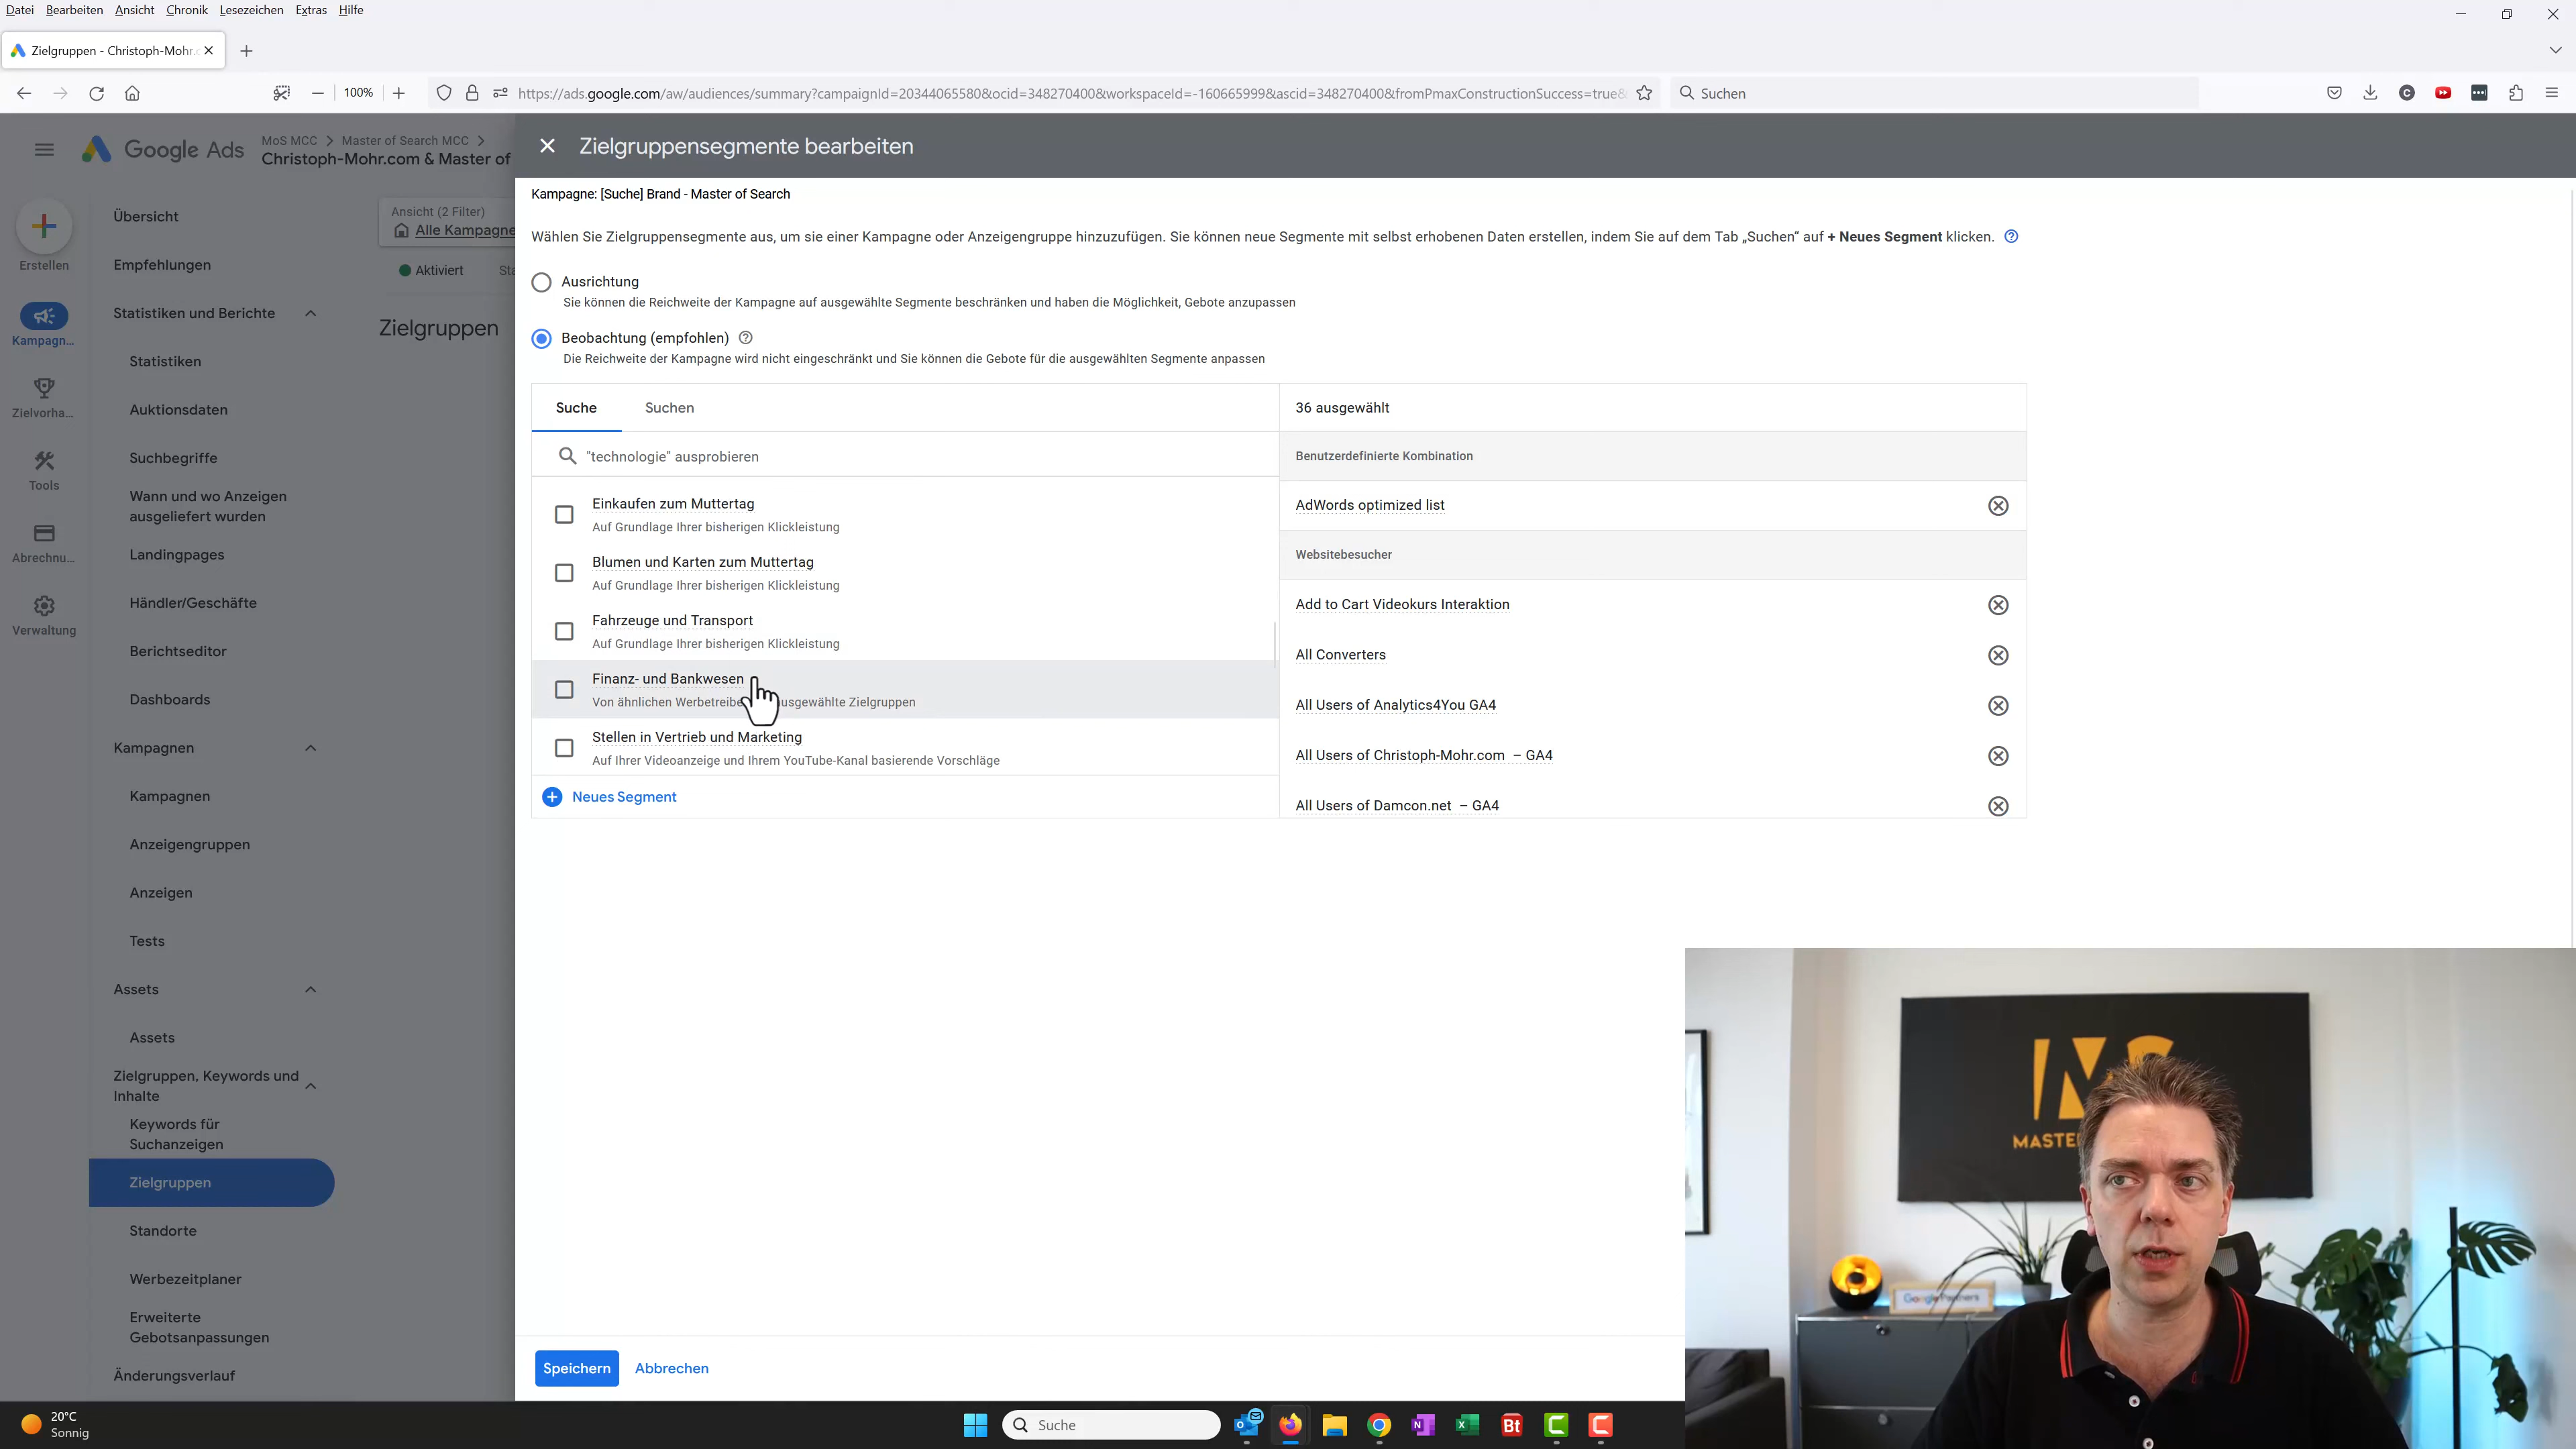 Datei Bearbeiten Ansicht Chronik Lesezeichen Extras Hilfe
Zielgruppen - Christoph-Mohr.c
100%
https://ads.google.com/aw/audiences/summary?campaignId=20344065580&ocid=348270400&workspaceId=-160665999&ascid=348270400&fromPmaxConstructionSuccess=true&
Suchen
Google Ads
MoS MCC > Master of Search MCC >
Christoph-Mohr.com & Master of
Erstellen
Kampagn...
Zielvorha...
Tools
Abrechnu...
Verwaltung
Übersicht
Empfehlungen
Statistiken und Berichte
Statistiken
Auktionsdaten
Suchbegriffe
Wann und wo Anzeigen
ausgeliefert wurden
Landingpages
Händler/Geschäfte
Berichtseditor
Dashboards
Kampagnen
Kampagnen
Anzeigengruppen
Anzeigen
Tests
Assets
Assets
Zielgruppen, Keywords und
Inhalte
Keywords für
Suchanzeigen
Zielgruppen
Standorte
Werbezeitplaner
Erweiterte
Gebotsanpassungen
Änderungsverlauf
Ansicht (2 Filter)
Alle Kampagne
Aktiviert Sta
Zielgruppen
Zielgruppensegmente bearbeiten
Kampagne: [Suche] Brand - Master of Search
Wählen Sie Zielgruppensegmente aus, um sie einer Kampagne oder Anzeigengruppe hinzuzufügen. Sie können neue Segmente mit selbst erhobenen Daten erstellen, indem Sie auf dem Tab „Suchen“ auf + Neues Segment klicken.
Ausrichtung
Sie können die Reichweite der Kampagne auf ausgewählte Segmente beschränken und haben die Möglichkeit, Gebote anzupassen
Beobachtung (empfohlen)
Die Reichweite der Kampagne wird nicht eingeschränkt und Sie können die Gebote für die ausgewählten Segmente anpassen
Suche Suchen
"technologie" ausprobieren
Einkaufen zum Muttertag
Auf Grundlage Ihrer bisherigen Klickleistung
Blumen und Karten zum Muttertag
Auf Grundlage Ihrer bisherigen Klickleistung
Fahrzeuge und Transport
Auf Grundlage Ihrer bisherigen Klickleistung
Finanz- und Bankwesen
Von ähnlichen Werbetreibe usgewählte Zielgruppen
Stellen in Vertrieb und Marketing
Auf Ihrer Videoanzeige und Ihrem YouTube-Kanal basierende Vorschläge
Neues Segment
36 ausgewählt
Benutzerdefinierte Kombination
AdWords optimized list
Websitebesucher
Add to Cart Videokurs Interaktion
All Converters
All Users of Analytics4You GA4
All Users of Christoph-Mohr.com – GA4
All Users of Damcon.net – GA4
Speichern Abbrechen
MASTE
Google Partners
20°C
Sonnig
Suche
Bt